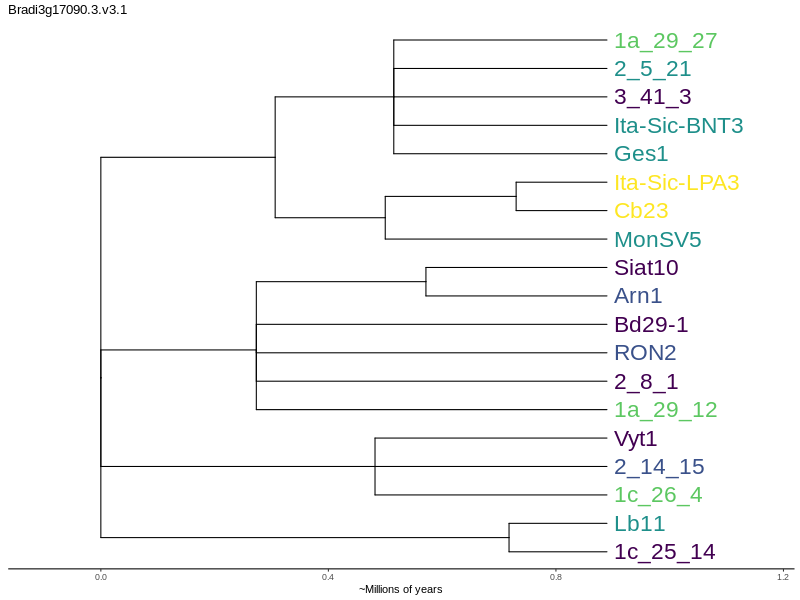 Bradi3g17090.3.v3.1
1a_29_27
2_5_21
3_41_3
Ita-Sic-BNT3
Ges1
Ita-Sic-LPA3
Cb23
MonSV5
Siat10
Arn1
Bd29-1
RON2
2_8_1
1a_29_12
Vyt1
2_14_15
1c_26_4
Lb11
1c_25_14
0.0 0.4 0.8 1.2
~Millions of years